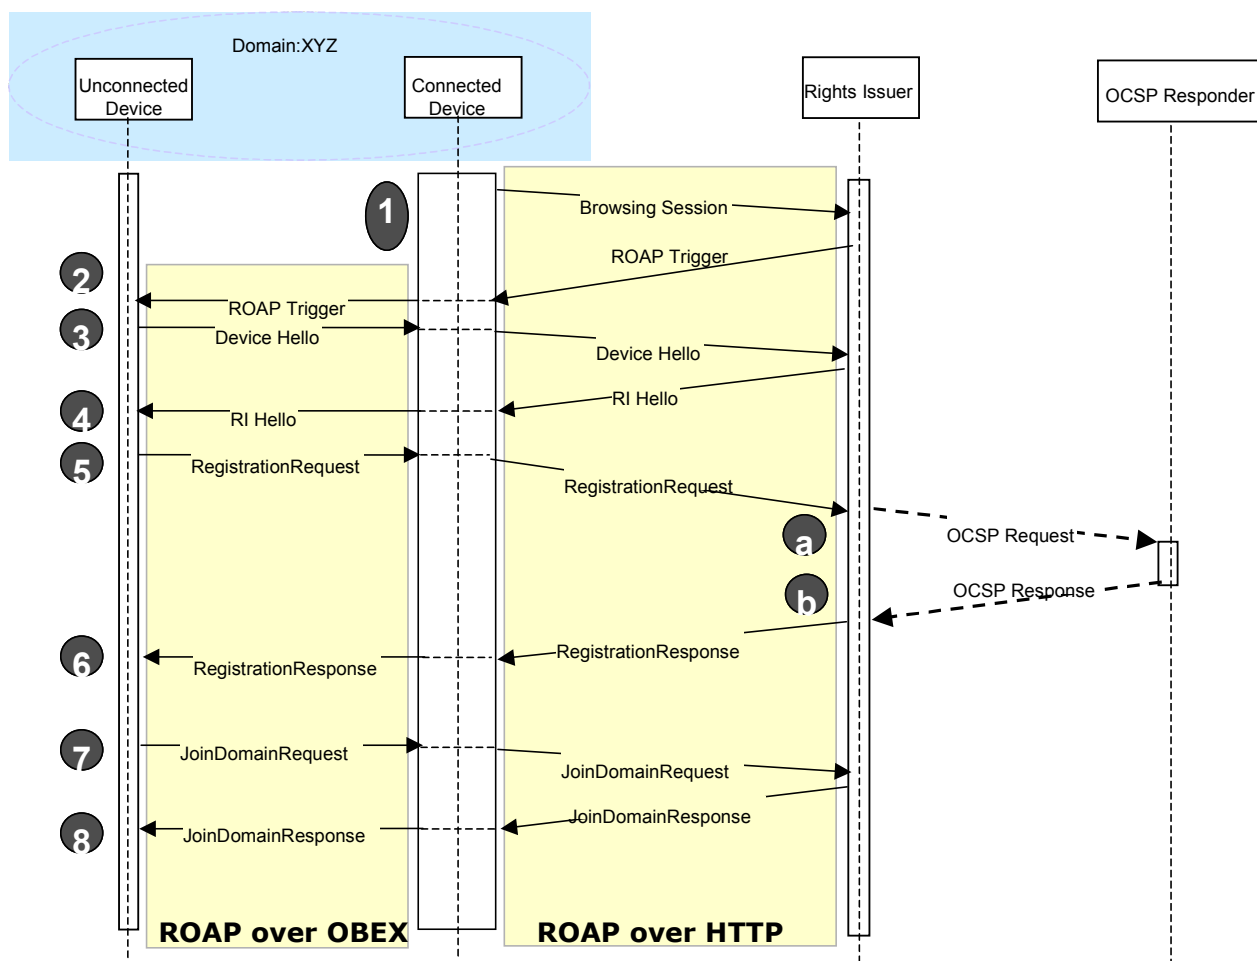 Domain:XYZ
Unconnected
Device
Connected
Device
Rights Issuer
OCSP Responder
1
Browsing Session
ROAP Trigger
2
ROAP Trigger
3
Device Hello
Device Hello
RI Hello
4
RI Hello
5
RegistrationRequest
RegistrationRequest
a
OCSP Request
b
OCSP Response
6
RegistrationResponse
RegistrationResponse
7
JoinDomainRequest
JoinDomainRequest
JoinDomainResponse
8
JoinDomainResponse
ROAP over OBEX
ROAP over HTTP